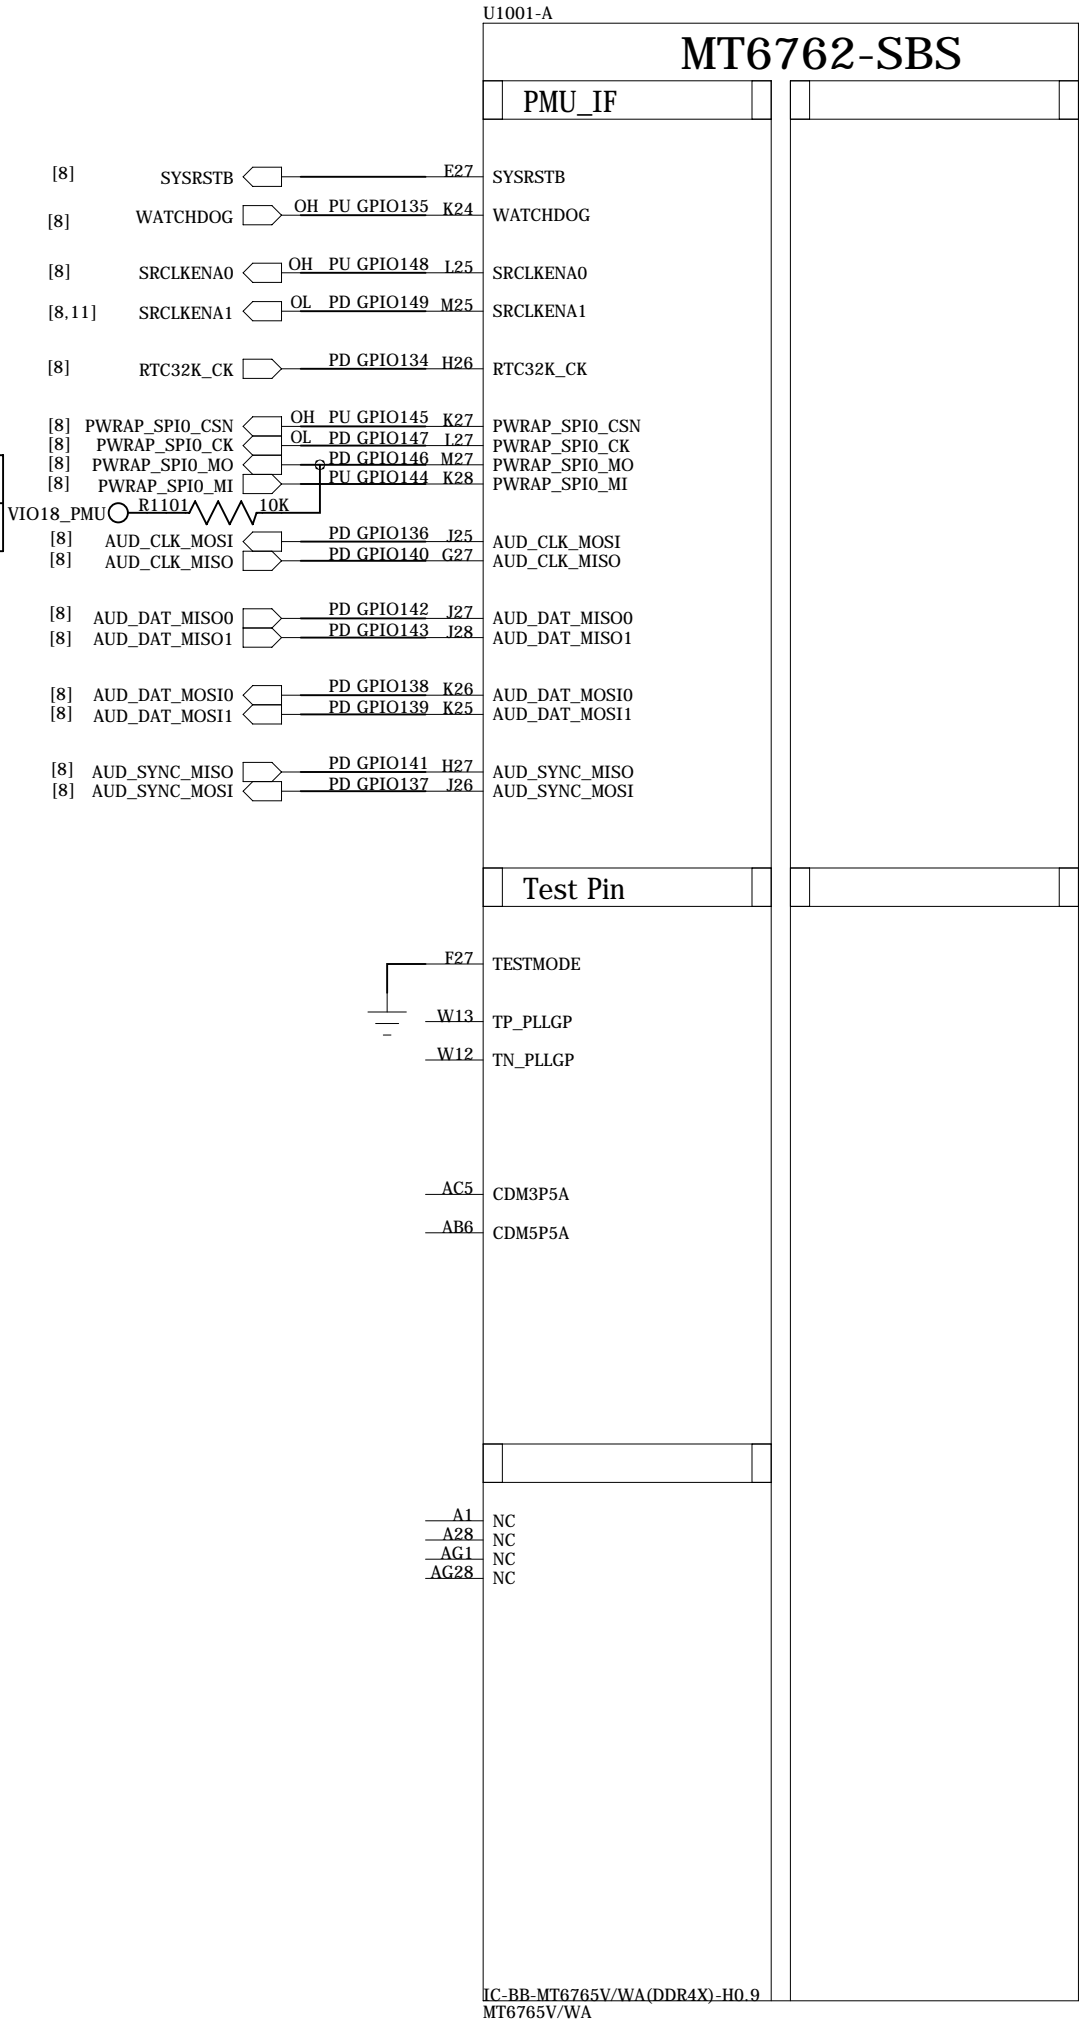 U1001-A
MT6762-SBS
PMU_IF
[8] SYSRSTB E27 SYSRSTB
[8] WATCHDOG OH PU GPIO135 K24 WATCHDOG
[8] SRCLKENA0 OH PU GPIO148 L25 SRCLKENA0
[8,11] SRCLKENA1 OL PD GPIO149 M25 SRCLKENA1
[8] RTC32K_CK PD GPIO134 H26 RTC32K_CK
[8] PWRAP_SPI0_CSN OH PU GPIO145 K27 PWRAP_SPI0_CSN
[8] PWRAP_SPI0_CK OL PD GPIO147 L27 PWRAP_SPI0_CK
[8] PWRAP_SPI0_MO PD GPIO146 M27 PWRAP_SPI0_MO
[8] PWRAP_SPI0_MI PU GPIO144 K28 PWRAP_SPI0_MI
VIO18_PMU R1101 10K
[8] AUD_CLK_MOSI PD GPIO136 J25 AUD_CLK_MOSI
[8] AUD_CLK_MISO PD GPIO140 G27 AUD_CLK_MISO
[8] AUD_DAT_MISO0 PD GPIO142 J27 AUD_DAT_MISO0
[8] AUD_DAT_MISO1 PD GPIO143 J28 AUD_DAT_MISO1
[8] AUD_DAT_MOSI0 PD GPIO138 K26 AUD_DAT_MOSI0
[8] AUD_DAT_MOSI1 PD GPIO139 K25 AUD_DAT_MOSI1
[8] AUD_SYNC_MISO PD GPIO141 H27 AUD_SYNC_MISO
[8] AUD_SYNC_MOSI PD GPIO137 J26 AUD_SYNC_MOSI
Test Pin
F27 TESTMODE
W13 TP_PLLGP
W12 TN_PLLGP
AC5 CDM3P5A
AB6 CDM5P5A
A1 NC
A28 NC
AG1 NC
AG28 NC
IC-BB-MT6765V/WA(DDR4X)-H0.9
MT6765V/WA